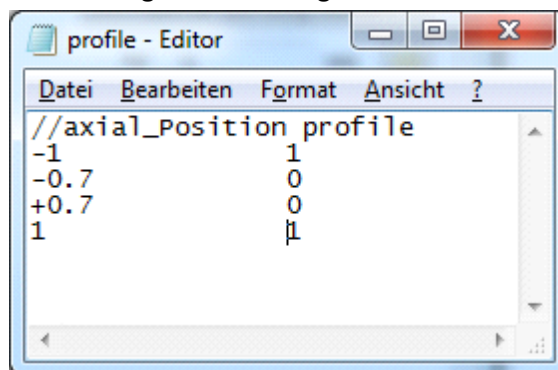 profile - Editor
Datei Bearbeiten Format Ansicht ?
//axial_Position profile
-1 1
-0.7 0
+0.7 0
1 1